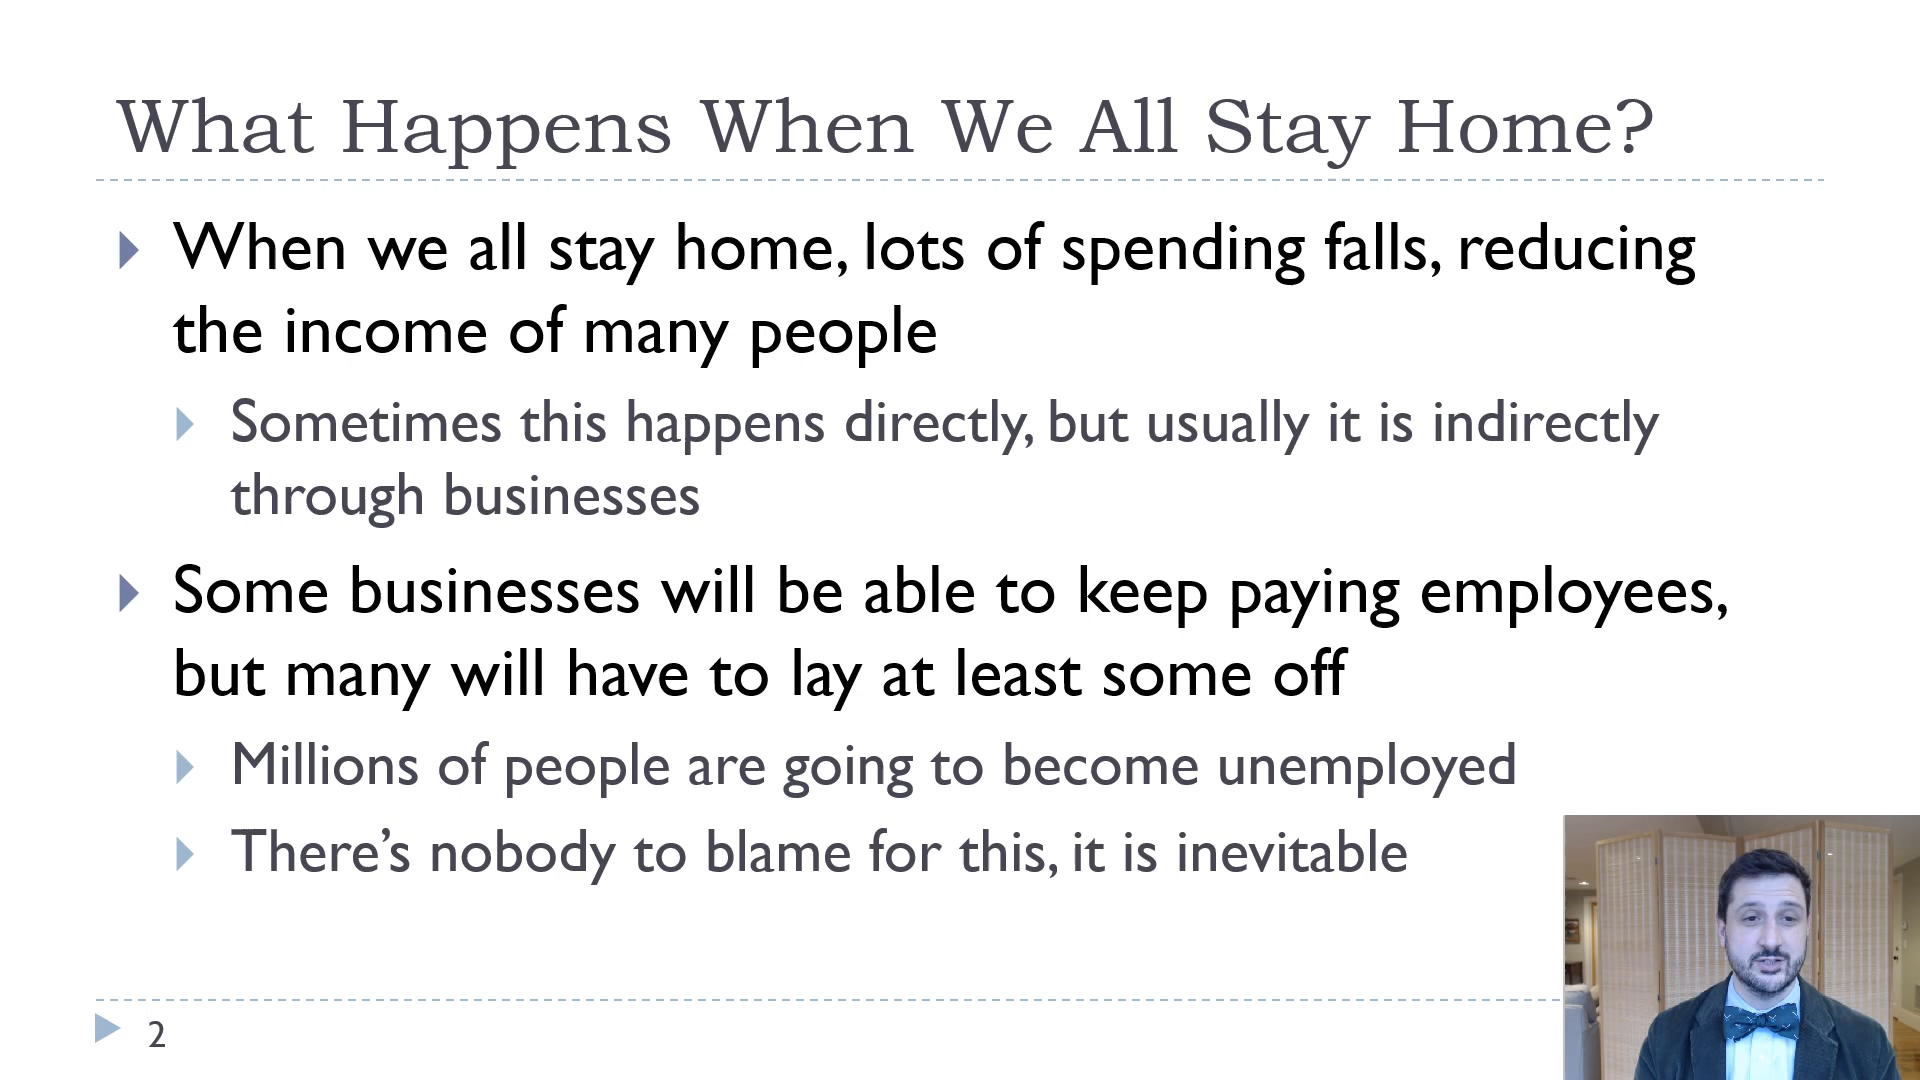 What Happens When We All Stay Home?
When we all stay home, lots of spending falls, reducing
the income of many people
Sometimes this happens directly, but usually it is indirectly
through businesses
Some businesses will be able to keep paying employees,
but many will have to lay at least some off
Millions of people are going to become unemployed
There’s nobody to blame for this, it is inevitable
2